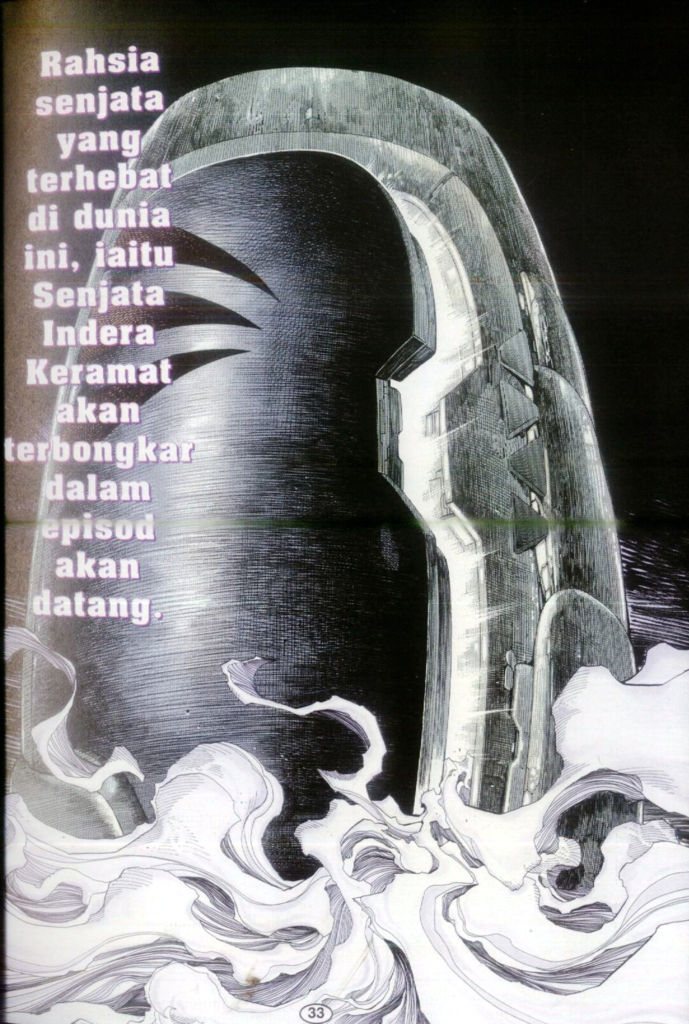 Rahsia
senjata
yang
terhebat
di dunia
ini, iaitu
Senjata
Indera
Keramat
akan
terbongkar
dalam
episod
akan
datang.
33